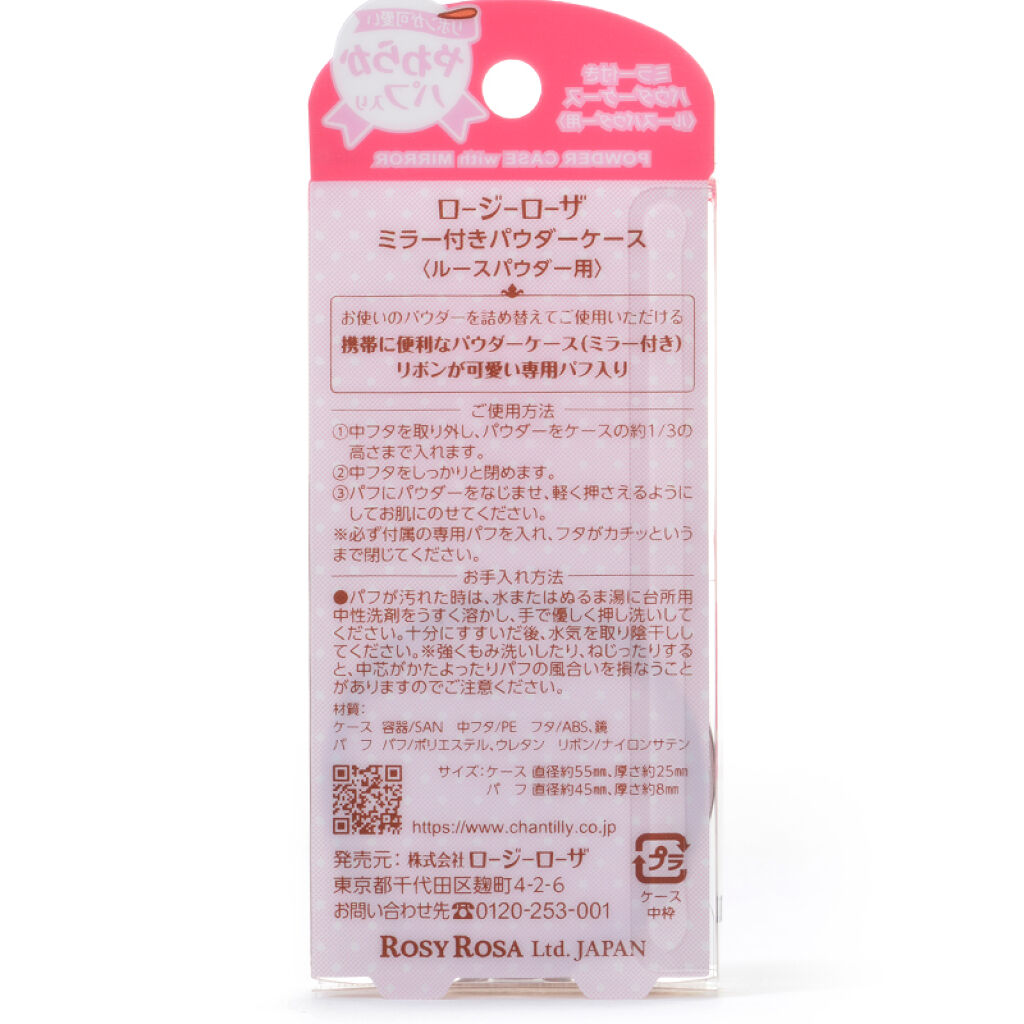 リボンが可愛い
やわらか
パフ入り
ミラー付き
パウダーケース
〈ルースパウダー用〉
POWDER CASE with MIRROR
ロージーローザ
ミラー付きパウダーケース
〈ルースパウダー用〉
お使いのパウダーを詰め替えてご使用いただける
携帯に便利なパウダーケース(ミラー付き)
リボンが可愛い専用パフ入り
ご使用方法
①中フタを取り外し、パウダーをケースの約1/3の
高さまで入れます。
②中フタをしっかりと閉めます。
③パフにパウダーをなじませ、軽く押さえるように
してお肌にのせてください。
※必ず付属の専用パフを入れ、フタがカチッという
まで閉じてください。
お手入れ方法
●パフが汚れた時は、水またはぬるま湯に台所用
中性洗剤をうすく溶かし、手で優しく押し洗いして
ください。十分にすすいだ後、水気を取り陰干しし
てください。※強くもみ洗いしたり、ねじったりする
と、中芯がかたよったりパフの風合いを損なうこと
がありますのでご注意ください。
材質:
ケース 容器/SAN 中フタ/PE フタ/ABS、鏡
パフ パフ/ポリエステル、ウレタン リボン/ナイロンサテン
サイズ:ケース 直径約55㎜、厚さ約25㎜
パフ 直径約45㎜、厚さ約8㎜
https://www.chantilly.co.jp
発売元:株式会社ロージーローザ
東京都千代田区麹町4-2-6
お問い合わせ先☎0120-253-001
プラ
ケース
中枠
ROSY ROSA Ltd. JAPAN